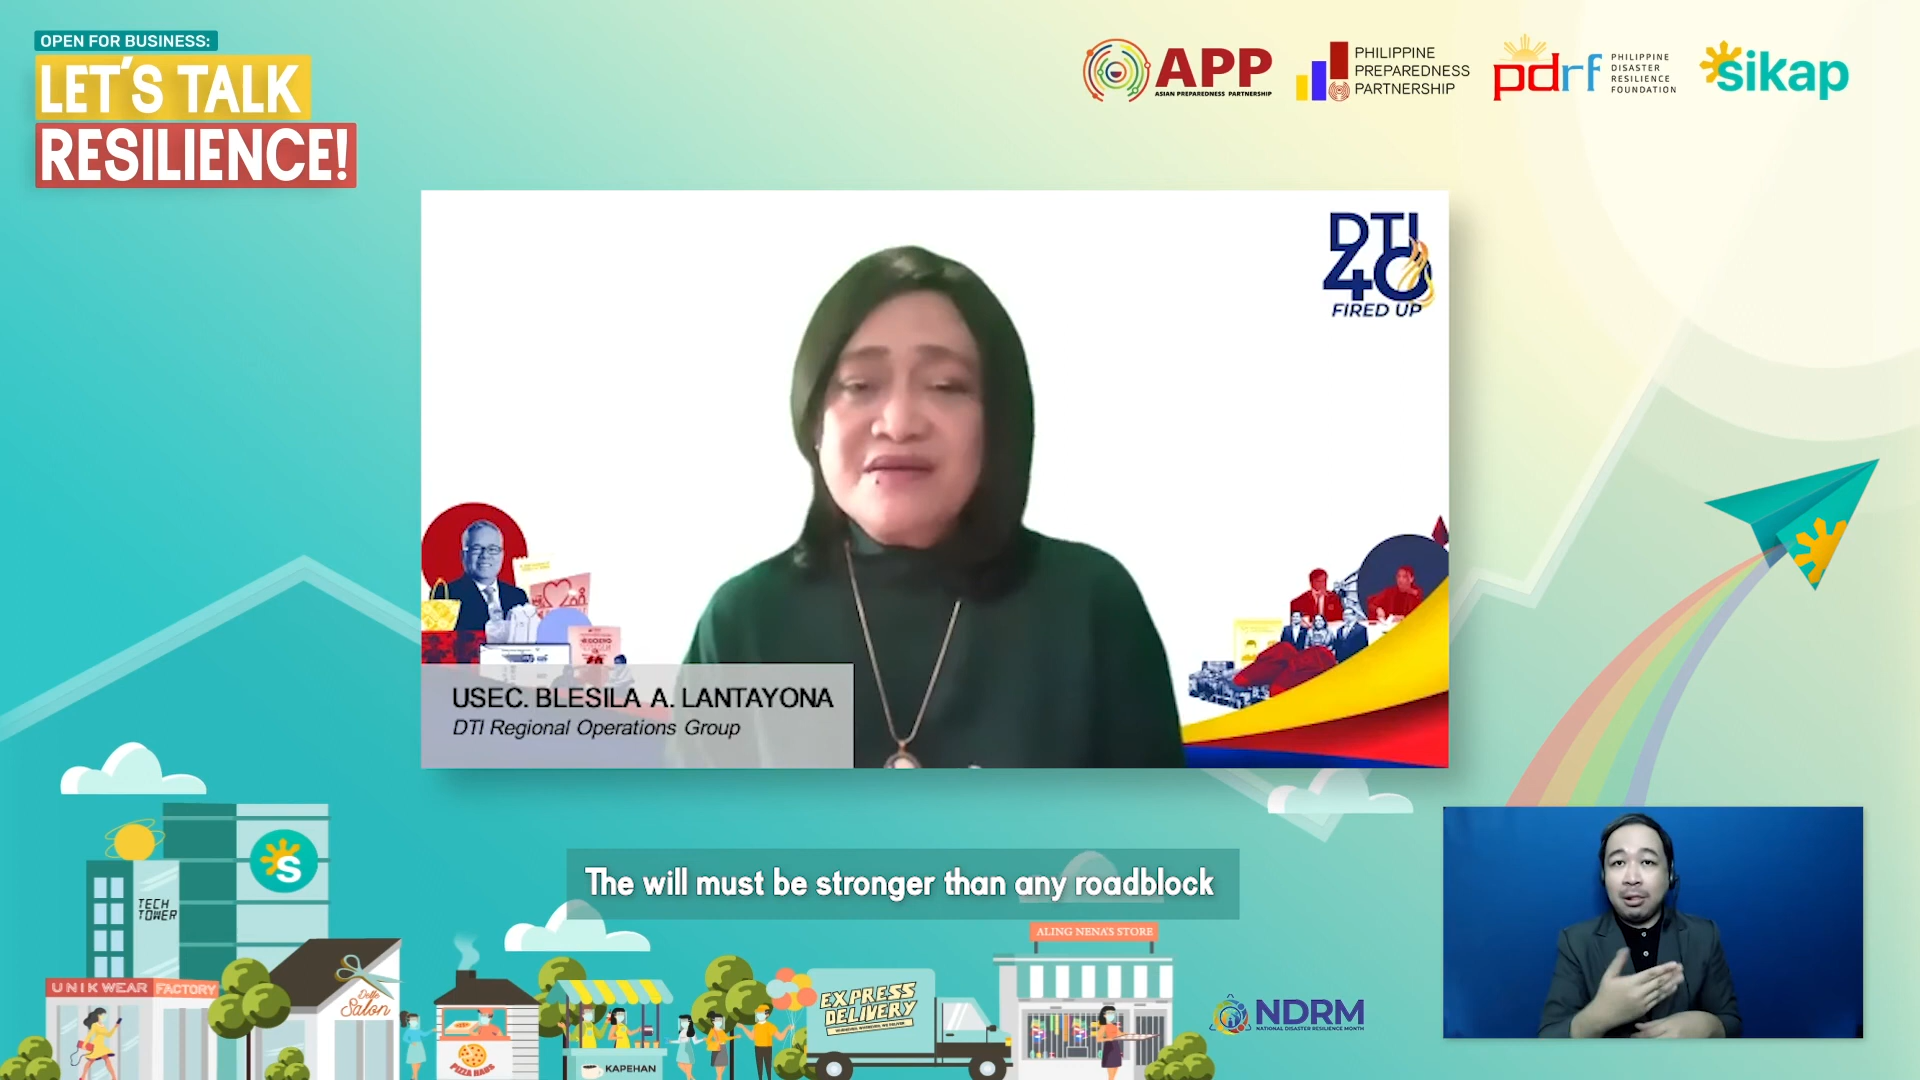 OPEN FOR BUSINESS:
LET'S TALK
RESILIENCE!
APP
ASIAN PREPAREDNESS PARTNERSHIP
PHILIPPINE
PREPAREDNESS
PARTNERSHIP
pdrf
PHILIPPINE
DISASTER
RESILIENCE
FOUNDATION
sikap
DTI
40
FIRED UP
USEC. BLESILA A. LANTAYONA
DTI Regional Operations Group
The will must be stronger than any roadblock
S
TECH
TOWER
UNIKWEAR FACTORY
Salon
PIZZA HAUS
KAPEHAN
EXPRESS
DELIVERY
ALING NENA'S STORE
NDRM
NATIONAL DISASTER RESILIENCE MONTH